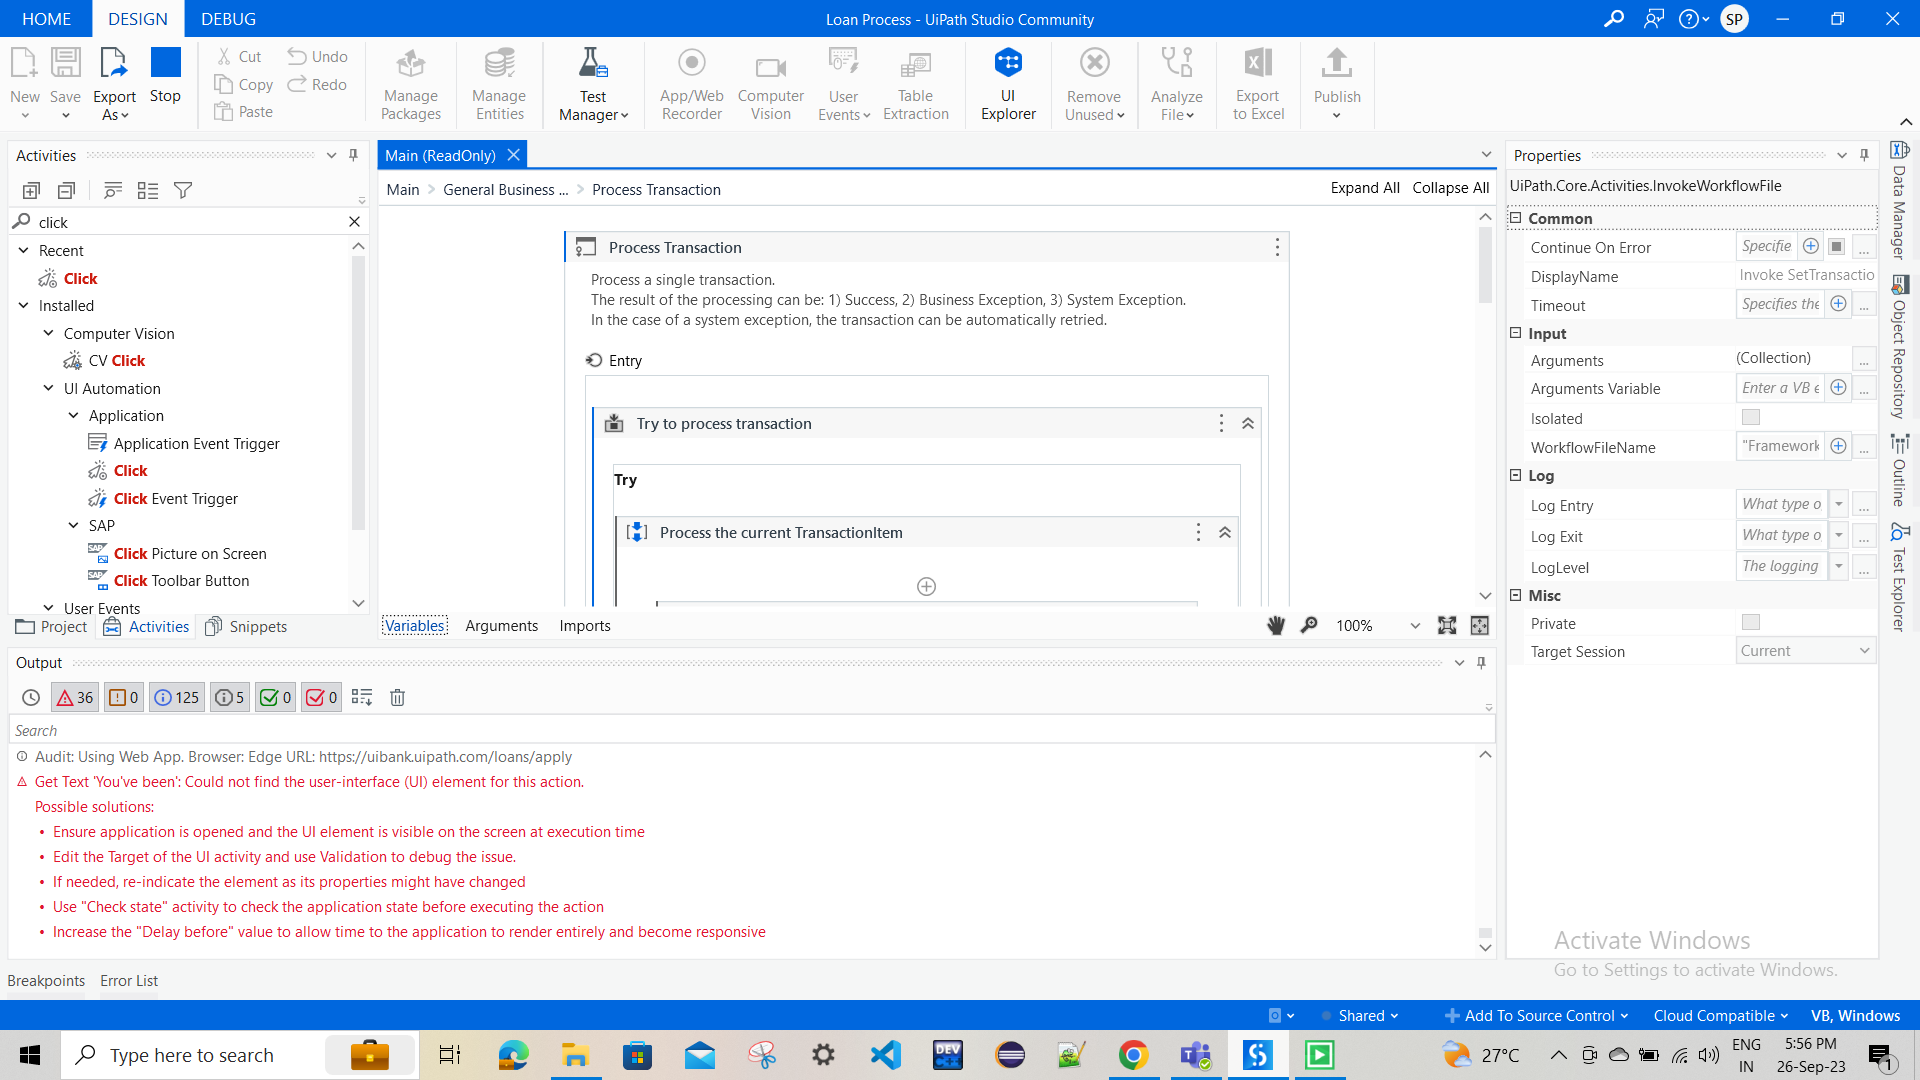 HOME
DESIGN
DEBUG
Loan Process - UiPath Studio Community
SP
New
Save
Export
As
Stop
Cut
Copy
Paste
Undo
Redo
Manage
Packages
Manage
Entities
Test
Manager
App/Web
Recorder
Computer
Vision
User
Events
Table
Extraction
UI
Explorer
Remove
Unused
Analyze
File
Export
to Excel
Publish
Activities
click
Recent
Click
Installed
Computer Vision
CV Click
UI Automation
Application
Application Event Trigger
Click
Click Event Trigger
SAP
Click Picture on Screen
Click Toolbar Button
User Events
Project
Activities
Snippets
Main (ReadOnly)
Main > General Business ... > Process Transaction
Expand All
Collapse All
Process Transaction
Process a single transaction.
The result of the processing can be: 1) Success, 2) Business Exception, 3) System Exception.
In the case of a system exception, the transaction can be automatically retried.
Entry
Try to process transaction
Try
Process the current TransactionItem
Variables
Arguments
Imports
100%
Properties
UiPath.Core.Activities.InvokeWorkflowFile
Common
Continue On Error
Specifie
...
DisplayName
Invoke SetTransactio
Timeout
Specifies the
...
Input
Arguments
(Collection)
...
Arguments Variable
Enter a VB e
...
Isolated
WorkflowFileName
"Framework
...
Log
Log Entry
What type o
...
Log Exit
What type o
...
LogLevel
The logging
...
Misc
Private
Target Session
Current
Data Manager
Object Repository
Outline
Test Explorer
Output
36
0
125
5
0
0
Search
Audit: Using Web App. Browser: Edge URL: https://uibank.uipath.com/loans/apply
Get Text 'You've been': Could not find the user-interface (UI) element for this action.
Possible solutions:
• Ensure application is opened and the UI element is visible on the screen at execution time
• Edit the Target of the UI activity and use Validation to debug the issue.
• If needed, re-indicate the element as its properties might have changed
• Use "Check state" activity to check the application state before executing the action
• Increase the "Delay before" value to allow time to the application to render entirely and become responsive
Activate Windows
Go to Settings to activate Windows.
Breakpoints
Error List
Shared
Add To Source Control
Cloud Compatible
VB, Windows
Type here to search
DEV
27°C
ENG
IN
5:56 PM
26-Sep-23
1